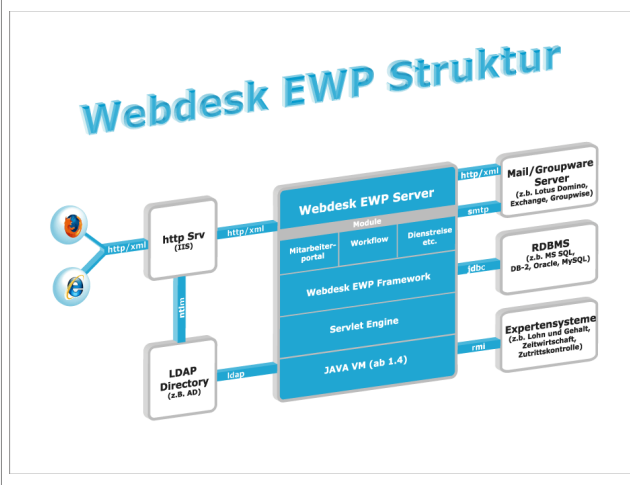 Webdesk EWP Struktur
http/xml
http Srv
(IIS)
http/xml
ntlm
LDAP
Directory
(z.B. AD)
ldap
Webdesk EWP Server
Module
Mitarbeiter-
portal
Workflow
Dienstreise
etc.
Webdesk EWP Framework
Servlet Engine
JAVA VM (ab 1.4)
http/xml
smtp
Mail/Groupware
Server
(z.b. Lotus Domino,
Exchange, Groupwise)
jdbc
RDBMS
(z.b. MS SQL,
DB-2, Oracle, MySQL)
rmi
Expertensysteme
(z.b. Lohn und Gehalt,
Zeitwirtschaft,
Zutrittskontrolle)